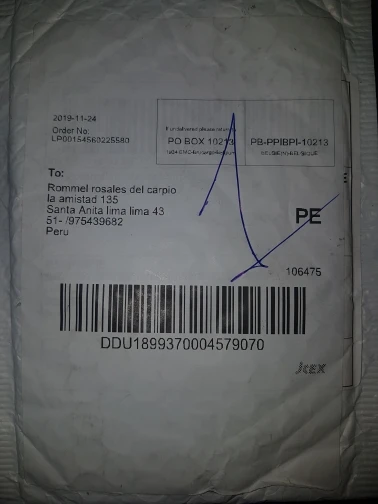 2019-11-24
Order No:
LP00154560225580
PO BOX 10213
PB-PPIBPI-10213
To:
Rommel rosales del carpio
la amistad 135
Santa Anita lima lima 43
51- /975439682
Peru
PE
106475
DDU1899370004579070